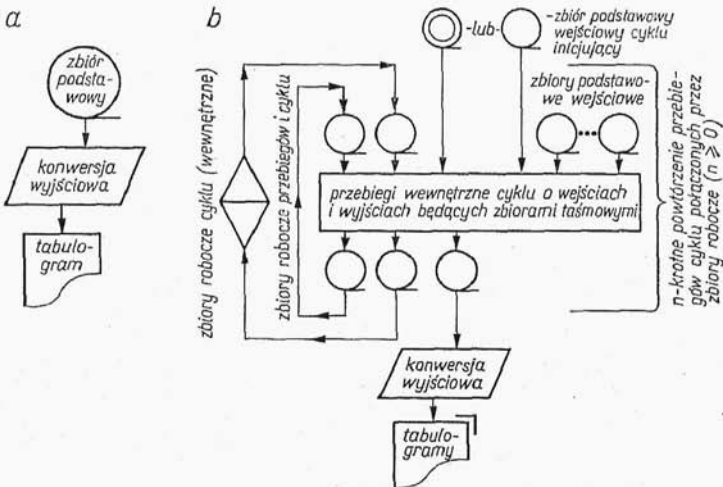 a
zbiór
podsta-
wowy
konwersja
wyjściowa
tabulo-
gram
b
zbiory robocze cyklu (wewnętrzne)
zbiory robocze przebiegów i cyklu
-lub-
-zbiór podstawowy
wejściowy cyklu
inicjujący
zbiory podstawo-
we wejściowe
przebiegi wewnętrzne cyklu o wejściach
i wyjściach będących zbiorami taśmowymi
n-krotne powtórzenie przebie-
gów cyklu połączonych przez
zbiory robocze (n ⩾ 0)
konwersja
wyjściowa
tabulo-
gramy